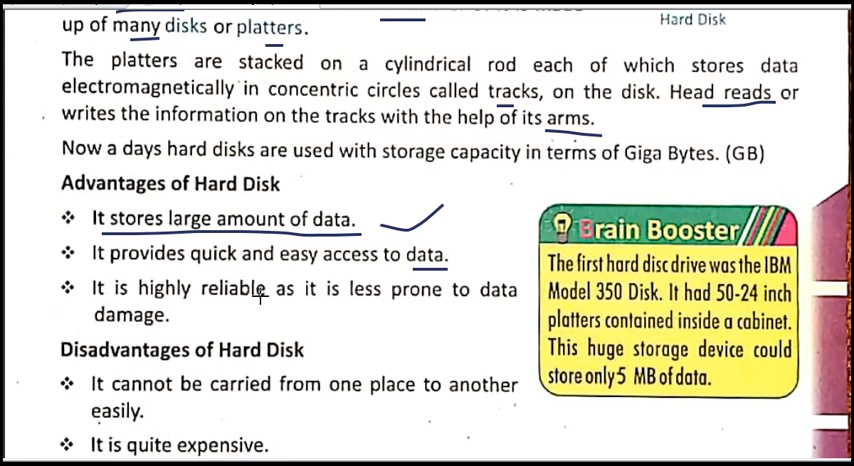 Hard Disk
up of many disks or platters.
The platters are stacked on a cylindrical rod each of which stores data
electromagnetically in concentric circles called tracks, on the disk. Head reads or
writes the information on the tracks with the help of its arms.
Now a days hard disks are used with storage capacity in terms of Giga Bytes. (GB)
Advantages of Hard Disk
❖ It stores large amount of data.
❖ It provides quick and easy access to data.
❖ It is highly reliable as it is less prone to data
damage.
Disadvantages of Hard Disk
❖ It cannot be carried from one place to another
easily.
❖ It is quite expensive.
Brain Booster
The first hard disc drive was the IBM
Model 350 Disk. It had 50-24 inch
platters contained inside a cabinet.
This huge storage device could
store only 5 MB of data.